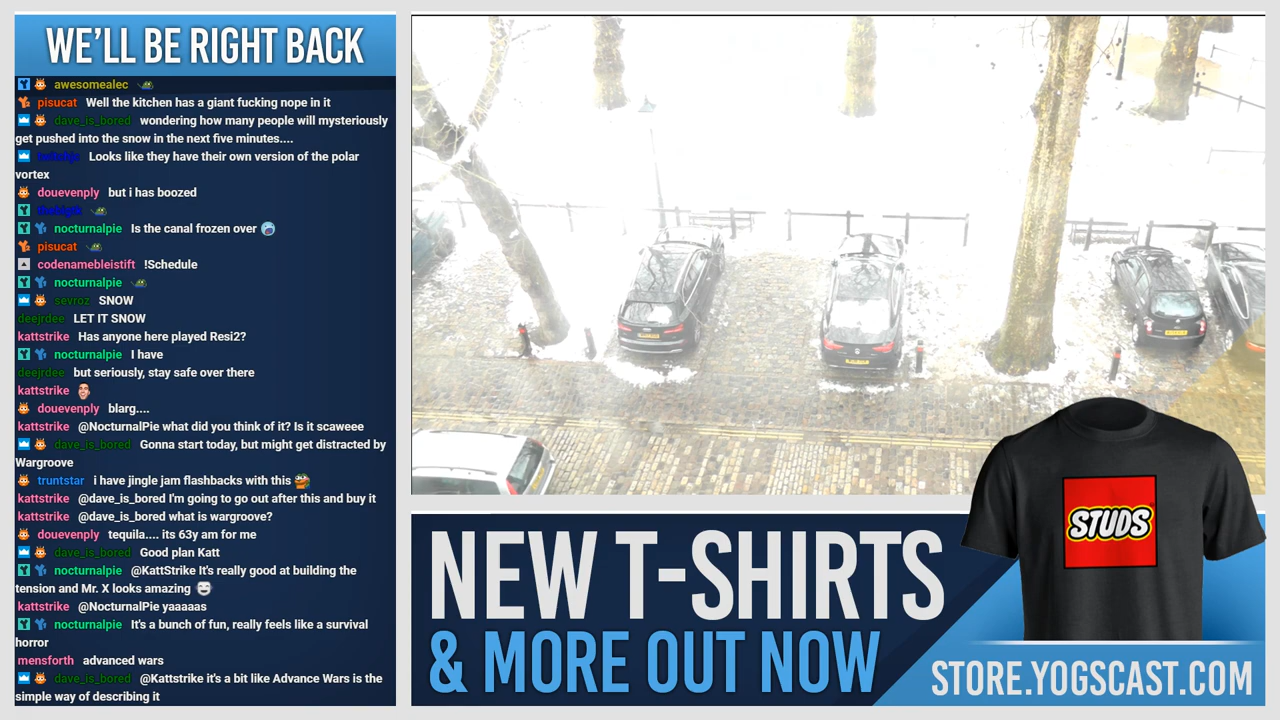 WE'LL BE RIGHT BACK
awesomealec
pisucat Well the kitchen has a giant fucking nope in it
dave_is_bored wondering how many people will mysteriously
get pushed into the snow in the next five minutes....
Looks like they have their own version of the polar
vortex
douevenply but i has boozed
nocturnalpie Is the canal frozen over
pisucat
codenamebleistift !Schedule
nocturnalpie
sevroz SNOW
deejrdee LET IT SNOW
kattstrike Has anyone here played Resi2?
nocturnalpie I have
deejrdee but seriously, stay safe over there
kattstrike
douevenply blarg....
kattstrike @NocturnalPie what did you think of it? Is it scaweee
dave_is_bored Gonna start today, but might get distracted by
Wargroove
truntstar i have jingle jam flashbacks with this
kattstrike @dave_is_bored I'm going to go out after this and buy it
kattstrike @dave_is_bored what is wargroove?
douevenply tequila.... its 63y am for me
dave_is_bored Good plan Katt
nocturnalpie @KattStrike It's really good at building the
tension and Mr. X looks amazing
kattstrike @NocturnalPie yaaaaas
nocturnalpie It's a bunch of fun, really feels like a survival
horror
mensforth advanced wars
dave_is_bored @Kattstrike it's a bit like Advance Wars is the
simple way of describing it
STUDS
NEW T-SHIRTS
& MORE OUT NOW
STORE.YOGSCAST.COM